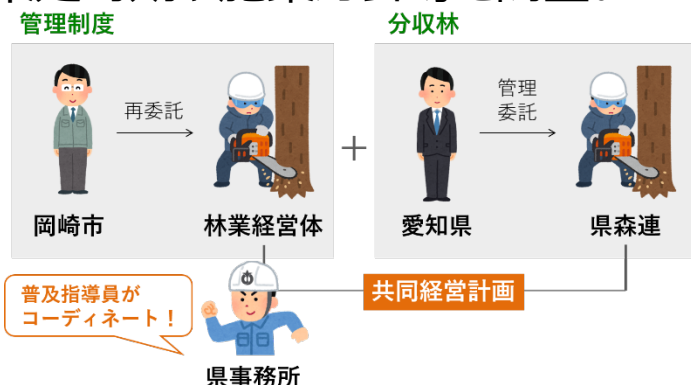 管理制度
分収林
再委託
管理
委託
＋
岡崎市
林業経営体
愛知県
県森連
普及指導員が
コーディネート！
共同経営計画
県事務所